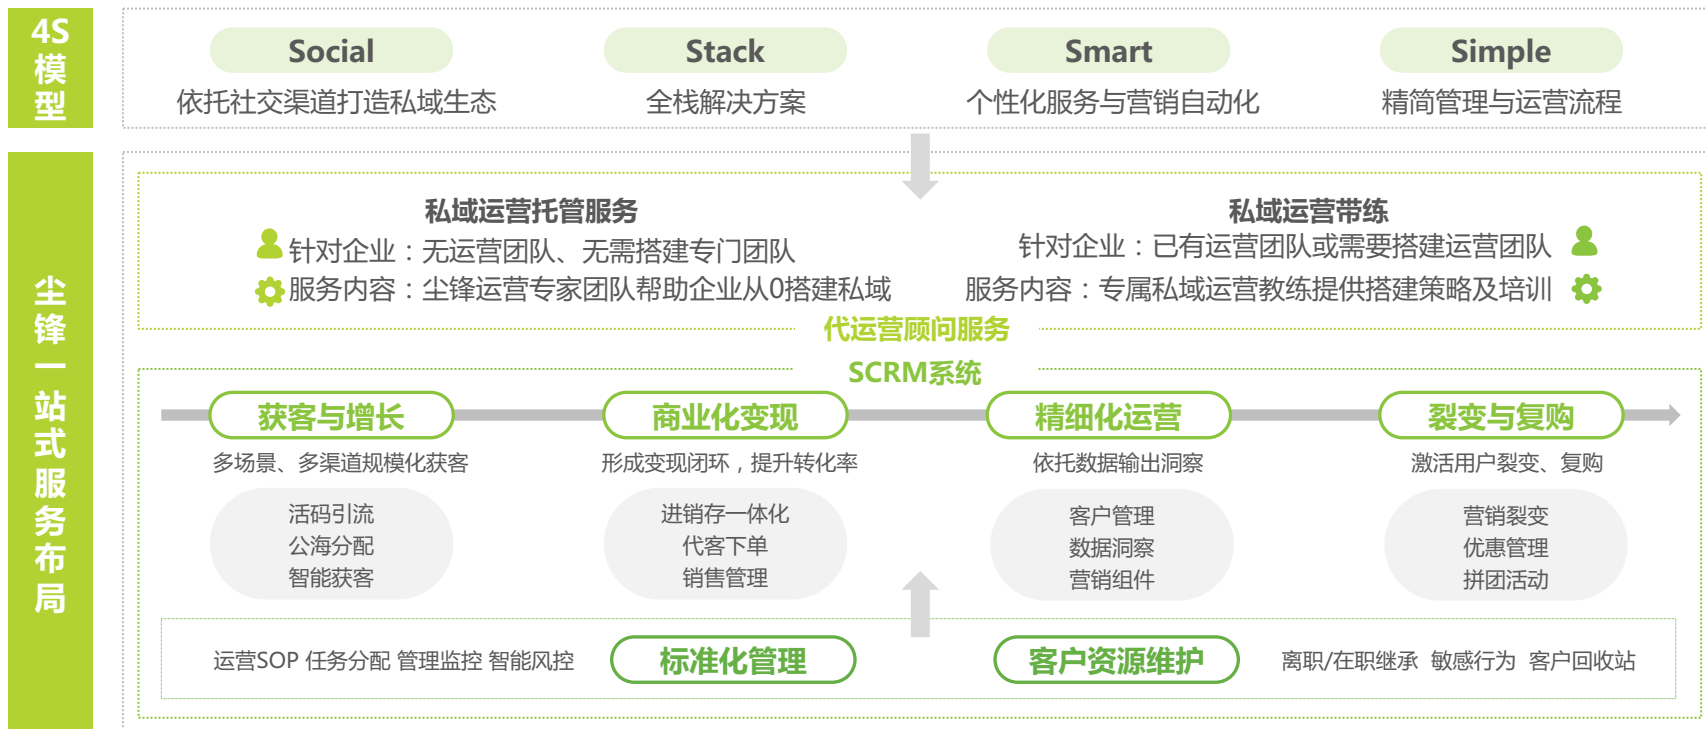 4S模型
Social
Stack
Smart
Simple
依托社交渠道打造私域生态
全栈解决方案
个性化服务与营销自动化
精简管理与运营流程
尘锋一站式服务布局
私域运营托管服务
针对企业：无运营团队、无需搭建专门团队
服务内容：尘锋运营专家团队帮助企业从0搭建私域
私域运营带练
针对企业：已有运营团队或需要搭建运营团队
服务内容：专属私域运营教练提供搭建策略及培训
代运营顾问服务
SCRM系统
获客与增长
商业化变现
精细化运营
裂变与复购
多场景、多渠道规模化获客
形成变现闭环，提升转化率
依托数据输出洞察
激活用户裂变、复购
活码引流
公海分配
智能获客
进销存一体化
代客下单
销售管理
客户管理
数据洞察
营销组件
营销裂变
优惠管理
拼团活动
运营SOP 任务分配 管理监控 智能风控
标准化管理
客户资源维护
离职/在职继承 敏感行为 客户回收站